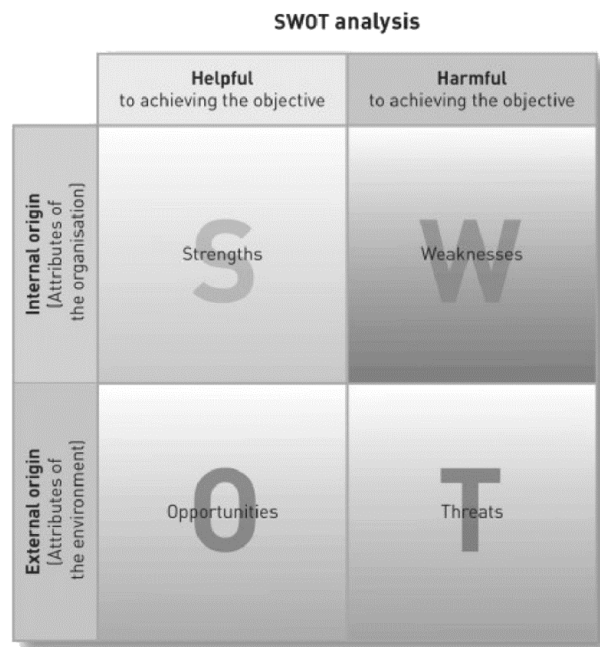 SWOT analysis
Helpful
to achieving the objective
Harmful
to achieving the objective
Internal origin
(Attributes of
the organisation)
S
Strengths
W
Weaknesses
External origin
(Attributes of
the environment)
O
Opportunities
T
Threats